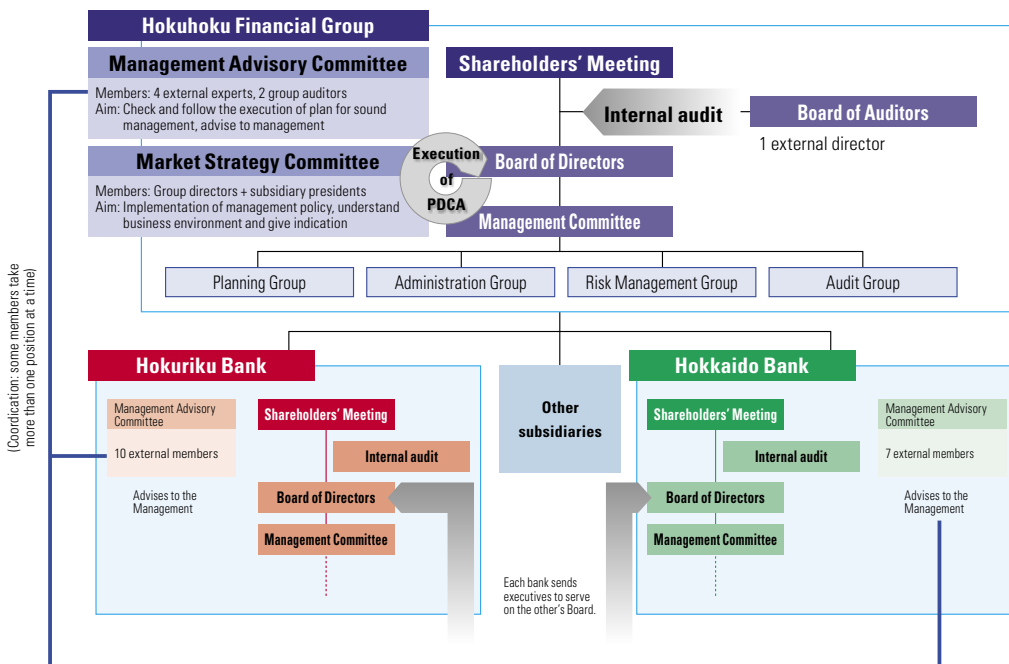 Hokuhoku Financial Group
Management Advisory Committee
Members: 4 external experts, 2 group auditors
Aim: Check and follow the execution of plan for sound
management, advise to management
Market Strategy Committee
Members: Group directors + subsidiary presidents
Aim: Implementation of management policy, understand
business environment and give indication
Shareholders' Meeting
Internal audit
Board of Auditors
1 external director
Execution
of
PDCA
Board of Directors
Management Committee
Planning Group
Administration Group
Risk Management Group
Audit Group
(Coordication: some members take
more than one position at a time)
Hokuriku Bank
Management Advisory
Committee
10 external members
Advises to the
Management
Shareholders' Meeting
Internal audit
Board of Directors
Management Committee
Other
subsidiaries
Each bank sends
executives to serve
on the other's Board.
Hokkaido Bank
Shareholders' Meeting
Internal audit
Board of Directors
Management Committee
Management Advisory
Committee
7 external members
Advises to the
Management